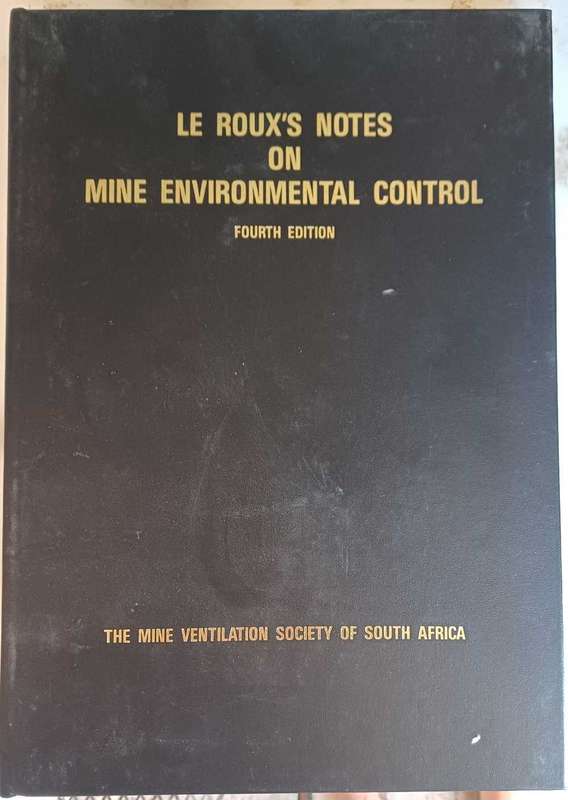 LE ROUX'S NOTES
ON
MINE ENVIRONMENTAL CONTROL
FOURTH EDITION
THE MINE VENTILATION SOCIETY OF SOUTH AFRICA